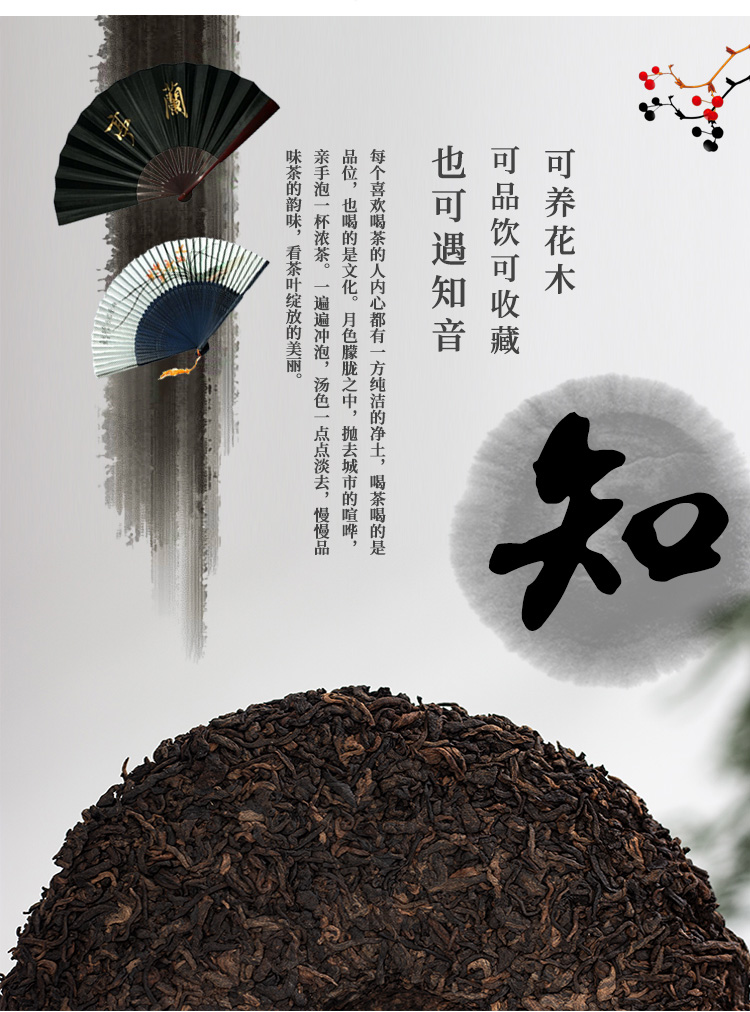 可养花木
可品饮可收藏
也可遇知音
每个喜欢喝茶的人内心都有一方纯洁的净土，喝茶喝的是
品位，也喝的是文化。月色朦胧之中，抛去城市的喧哗，
亲手泡一杯浓茶。一遍遍冲泡，汤色一点点淡去，慢慢品
味茶的韵味，看茶叶绽放的美丽。
知
蘭亭